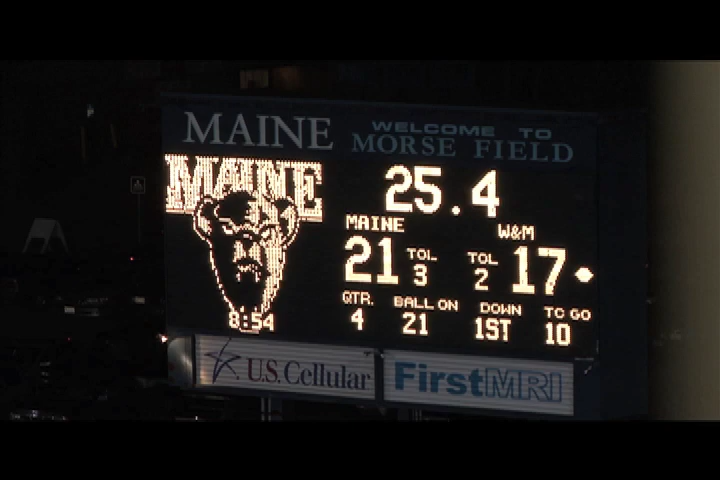 MAINE
WELCOME TO
MORSE FIELD
MAINE
25.4
MAINE
W&M
21 TOL 3
TOL 2 17
QTR. 4
BALL ON 21
DOWN 1ST
TO GO 10
8:54
U.S. Cellular
FirstMRI